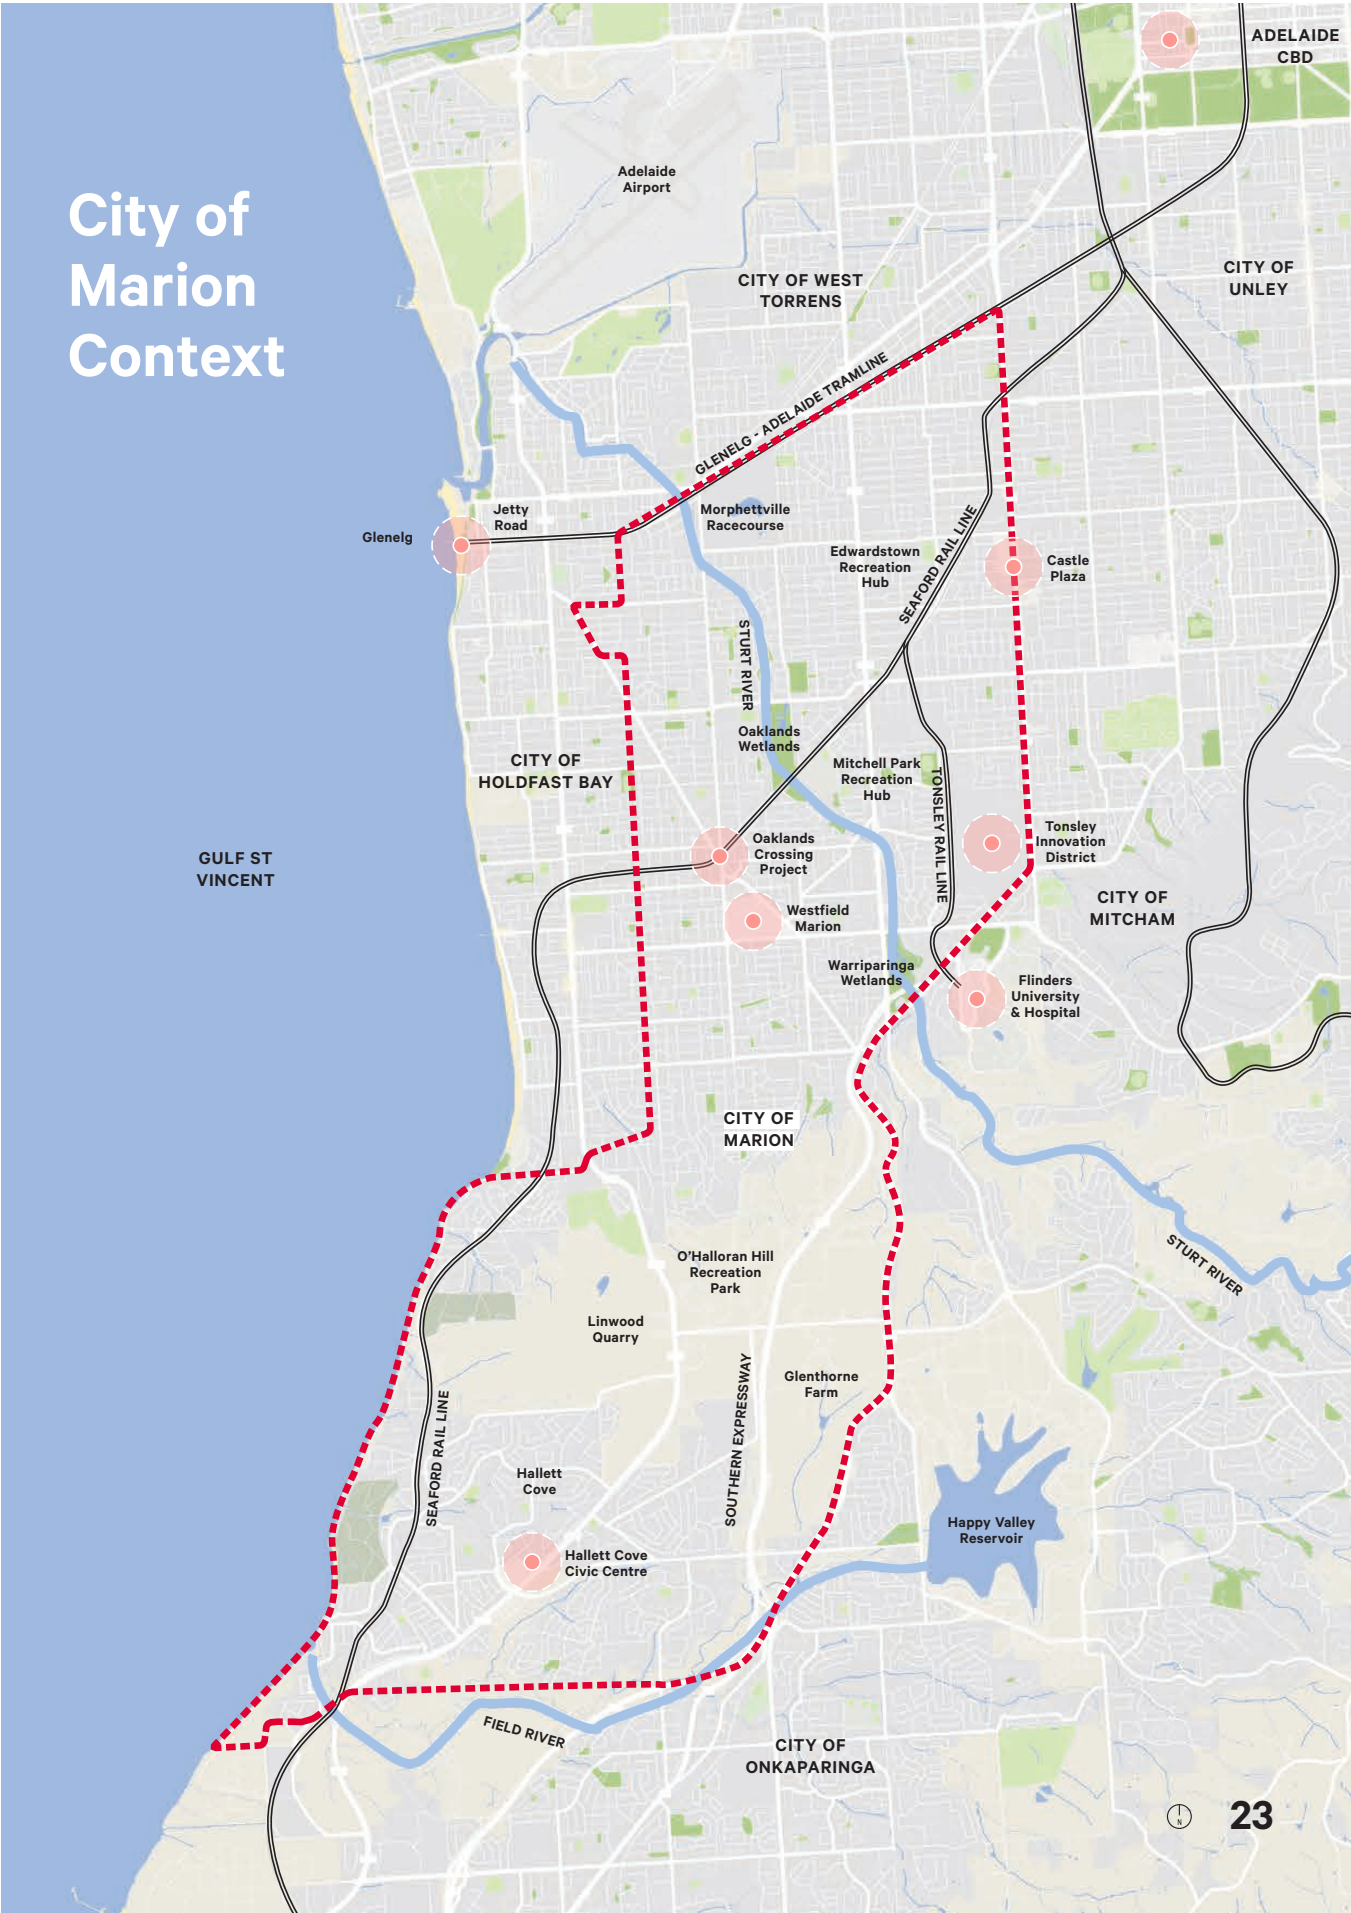 ADELAIDE
CBD
Adelaide
Airport
City of
Marion
Context
CITY OF WEST
TORRENS
CITY OF
UNLEY
GLENELG - ADELAIDE TRAMLINE
Jetty
Road
Glenelg
Morphettville
Racecourse
Edwardstown
Recreation
Hub
SEAFORD RAIL LINE
Castle
Plaza
STURT RIVER
Oaklands
Wetlands
CITY OF
HOLDFAST BAY
Mitchell Park
Recreation
Hub
TONSLEY RAIL LINE
Tonsley
Innovation
District
Oaklands
Crossing
Project
GULF ST
VINCENT
CITY OF
MITCHAM
Westfield
Marion
Warriparinga
Wetlands
Flinders
University
& Hospital
CITY OF
MARION
STURT RIVER
O'Halloran Hill
Recreation
Park
Linwood
Quarry
Glenthorne
Farm
SOUTHERN EXPRESSWAY
SEAFORD RAIL LINE
Hallett
Cove
Happy Valley
Reservoir
Hallett Cove
Civic Centre
FIELD RIVER
CITY OF
ONKAPARINGA
N
23